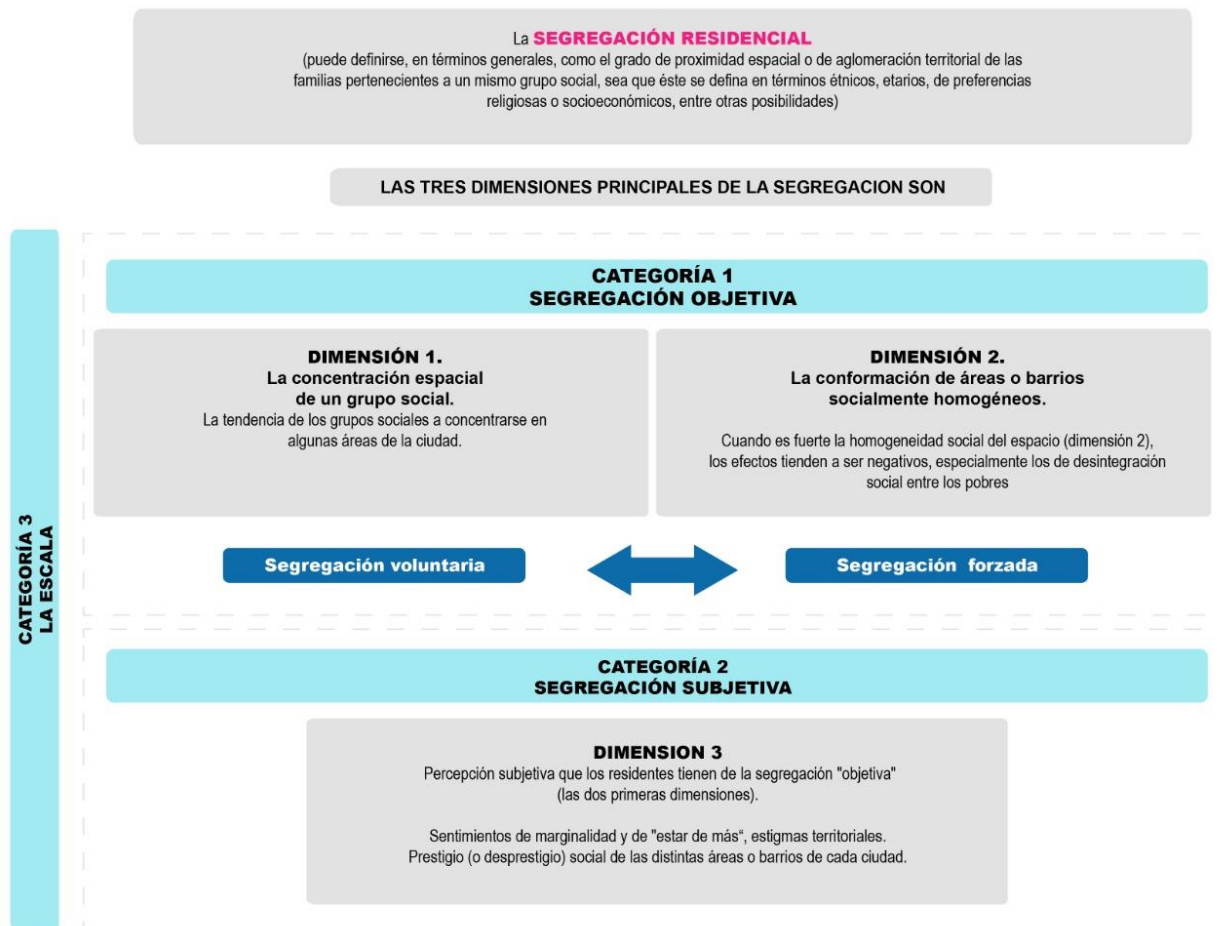 La SEGREGACIÓN RESIDENCIAL
(puede definirse, en términos generales, como el grado de proximidad espacial o de aglomeración territorial de las
familias pertenecientes a un mismo grupo social, sea que éste se defina en términos étnicos, etarios, de preferencias
religiosas o socioeconómicos, entre otras posibilidades)
LAS TRES DIMENSIONES PRINCIPALES DE LA SEGREGACION SON
CATEGORÍA 3
LA ESCALA
CATEGORÍA 1
SEGREGACIÓN OBJETIVA
DIMENSIÓN 1.
La concentración espacial
de un grupo social.
La tendencia de los grupos sociales a concentrarse en
algunas áreas de la ciudad.
DIMENSIÓN 2.
La conformación de áreas o barrios
socialmente homogéneos.
Cuando es fuerte la homogeneidad social del espacio (dimensión 2),
los efectos tienden a ser negativos, especialmente los de desintegración
social entre los pobres
Segregación voluntaria
Segregación forzada
CATEGORÍA 2
SEGREGACIÓN SUBJETIVA
DIMENSION 3
Percepción subjetiva que los residentes tienen de la segregación "objetiva"
(las dos primeras dimensiones).
Sentimientos de marginalidad y de "estar de más“, estigmas territoriales.
Prestigio (o desprestigio) social de las distintas áreas o barrios de cada ciudad.